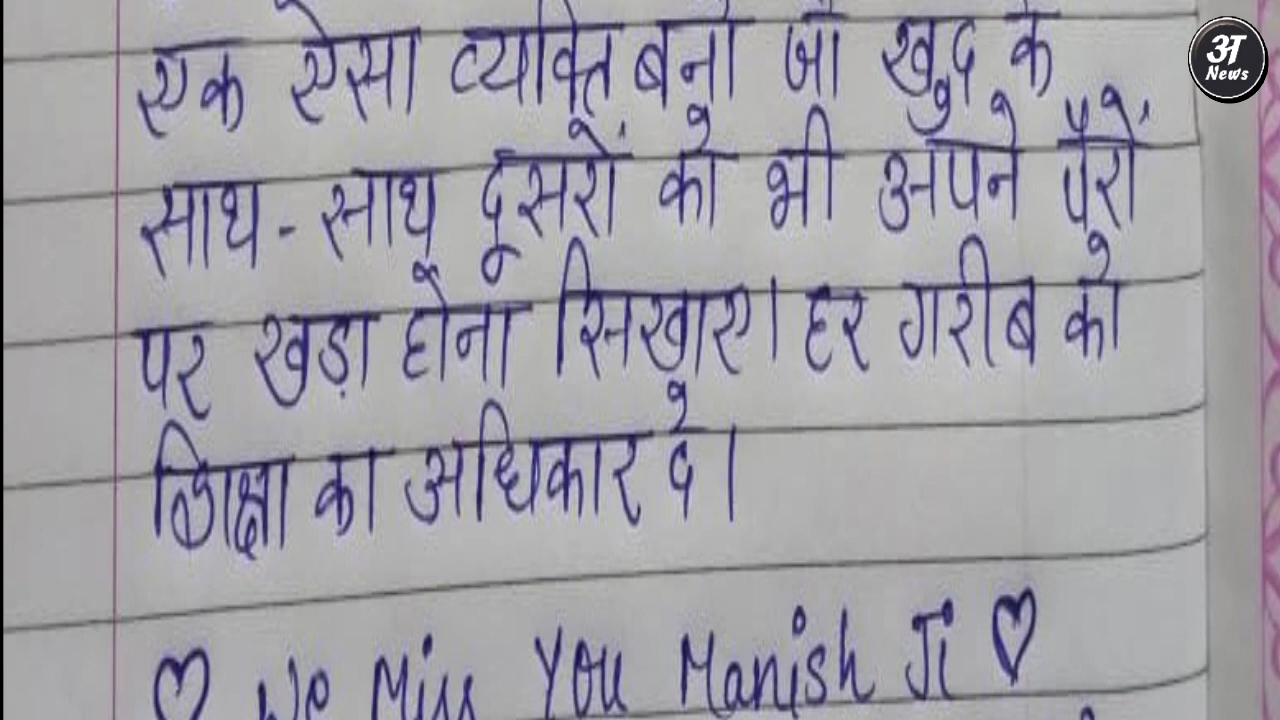 एक ऐसा व्यक्ति बनो जो खुद के
साथ - साथ दूसरों को भी अपने पैरों
पर खड़ा होना सिखाए। हर गरीब को
शिक्षा का अधिकार दे।
♡ We Miss You Manish Ji ♡
अ
News